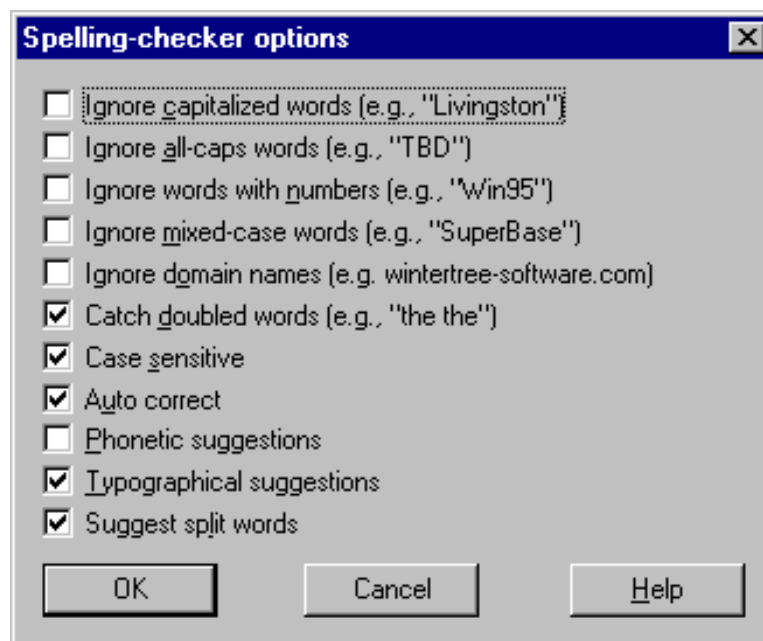 Spelling-checker options
Ignore capitalized words (e.g., "Livingston")
Ignore all-caps words (e.g., "TBD")
Ignore words with numbers (e.g., "Win95")
Ignore mixed-case words (e.g., "SuperBase")
Ignore domain names (e.g. wintertree-software.com)
Catch doubled words (e.g., "the the")
Case sensitive
Auto correct
Phonetic suggestions
Typographical suggestions
Suggest split words
OK Cancel Help